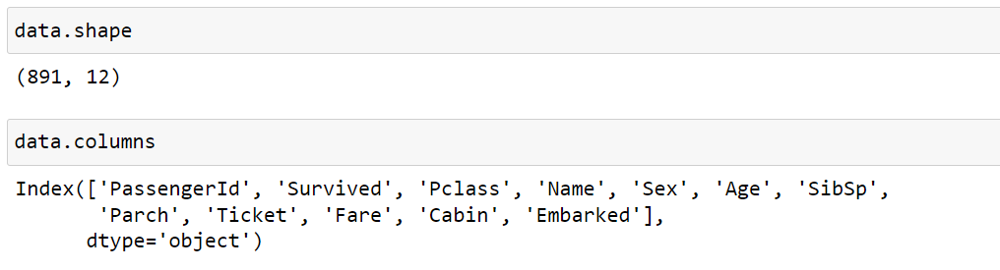 data.shape
(891, 12)
data.columns
Index(['PassengerId', 'Survived', 'Pclass', 'Name', 'Sex', 'Age', 'SibSp',
'Parch', 'Ticket', 'Fare', 'Cabin', 'Embarked'],
dtype='object')